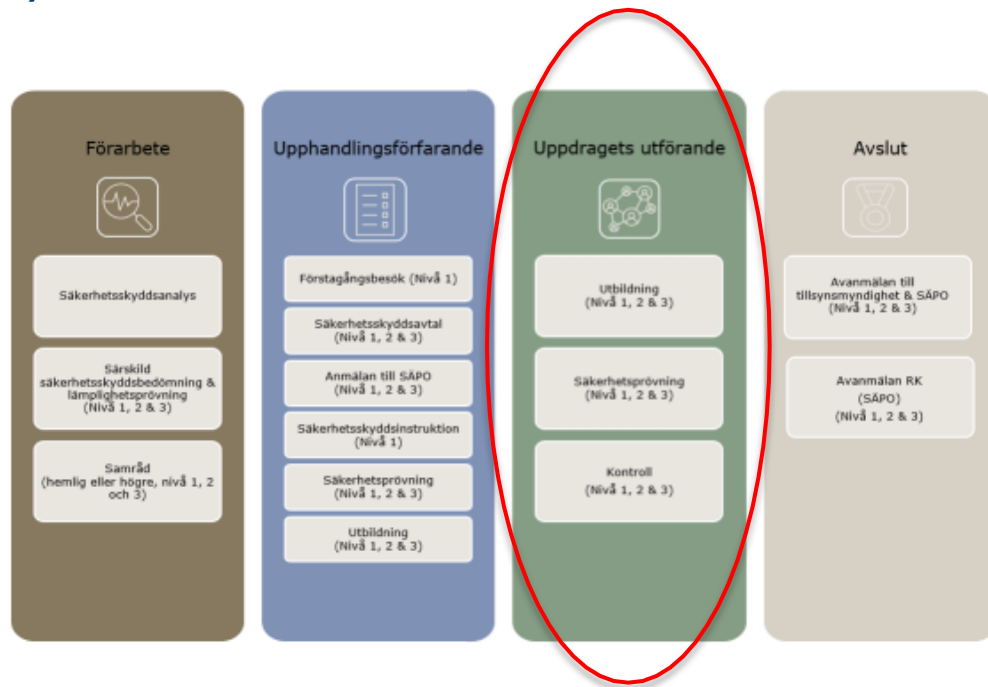 Förarbete
Säkerhetsskyddsanalys
Särskild
säkerhetsskyddsbedömning &
lämplighetsprövning
(Nivå 1, 2 & 3)
Samråd
(hemlig eller högre, nivå 1, 2
och 3)
Upphandlingsförfarande
Förstagångsbesök (Nivå 1)
Säkerhetsskyddsavtal
(Nivå 1, 2 & 3)
Anmälan till SÄPO
(Nivå 1, 2 & 3)
Säkerhetsskyddsinstruktion
(Nivå 1)
Säkerhetsprövning
(Nivå 1, 2 & 3)
Utbildning
(Nivå 1, 2 & 3)
Uppdragets utförande
Utbildning
(Nivå 1, 2 & 3)
Säkerhetsprövning
(Nivå 1, 2 & 3)
Kontroll
(Nivå 1, 2 & 3)
Avslut
Avanmälan till
tillsynsmyndighet & SÄPO
(Nivå 1, 2 & 3)
Avanmälan RK
(SÄPO)
(Nivå 1, 2 & 3)